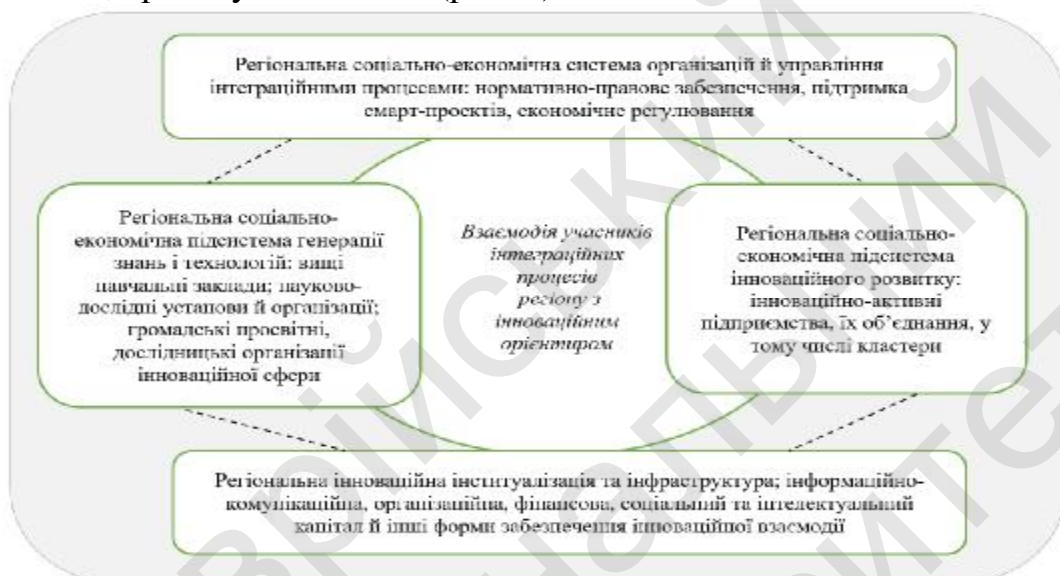 Регіональна соціально-економічна система організацій й управління
інтеграційними процесами: нормативно-правове забезпечення, підтримка
смарт-проєктів, економічне регулювання
Регіональна соціально-
економічна підсистема генерації
знань і технологій: вищі
навчальні заклади; науково-
дослідні установи й організації;
громадські просвітні,
дослідницькі організації
інноваційної сфери
Взаємодія учасників
інтеграційних
процесів
регіону з
інноваційним
орієнтиром
Регіональна соціально-
економічна підсистема
інноваційного розвитку:
інноваційно-активні
підприємства, їх об’єднання, у
тому числі кластери
Регіональна інноваційна інституалізація та інфраструктура; інформаційно-
комунікаційна, організаційна, фінансова, соціальний та інтелектуальний
капітал й інші форми забезпечення інноваційної взаємодії